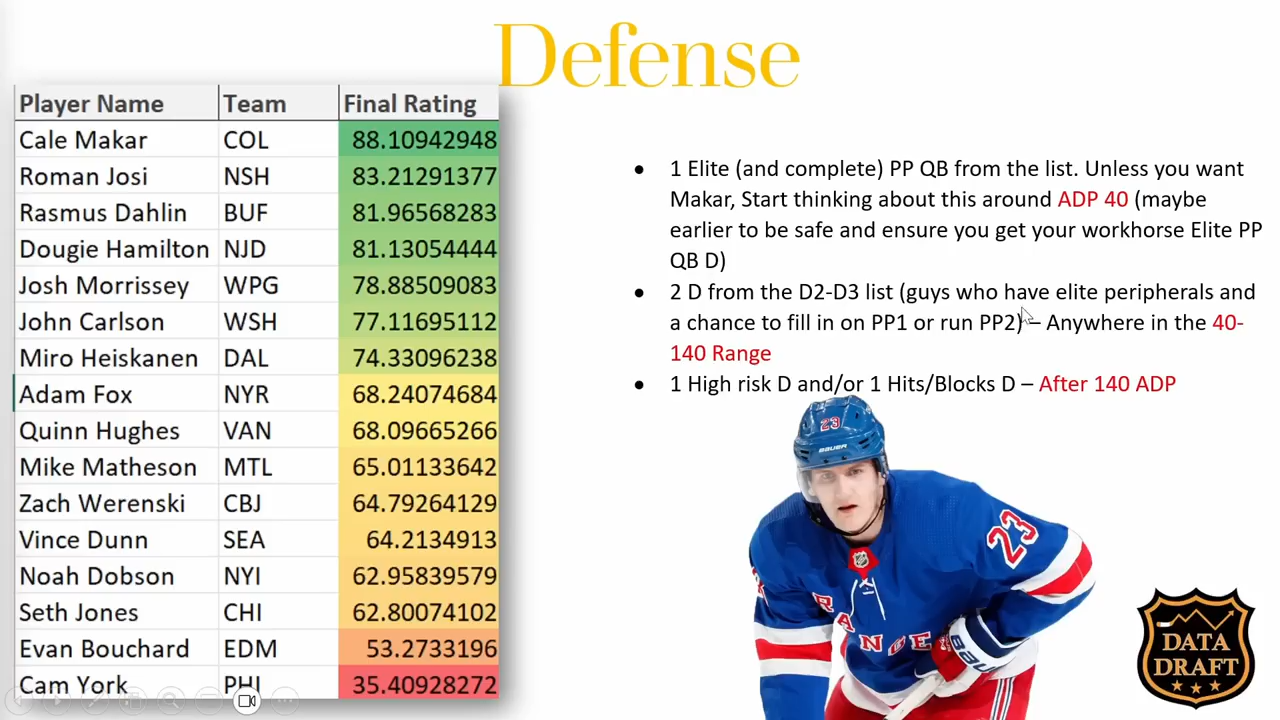 Defense
Player Name Team Final Rating
Cale Makar COL 88.10942948
Roman Josi NSH 83.21291377
Rasmus Dahlin BUF 81.96568283
Dougie Hamilton NJD 81.13054444
Josh Morrissey WPG 78.88509083
John Carlson WSH 77.11695112
Miro Heiskanen DAL 74.33096238
Adam Fox NYR 68.24074684
Quinn Hughes VAN 68.09665266
Mike Matheson MTL 65.01133642
Zach Werenski CBJ 64.79264129
Vince Dunn SEA 64.2134913
Noah Dobson NYI 62.95839579
Seth Jones CHI 62.80074102
Evan Bouchard EDM 53.2733196
Cam York PHI 35.40928272
• 1 Elite (and complete) PP QB from the list. Unless you want
Makar, Start thinking about this around ADP 40 (maybe
earlier to be safe and ensure you get your workhorse Elite PP
QB D)
• 2 D from the D2-D3 list (guys who have elite peripherals and
a chance to fill in on PP1 or run PP2) – Anywhere in the 40-
140 Range
• 1 High risk D and/or 1 Hits/Blocks D – After 140 ADP
23
BAUER
23
RANGE
BAUER
DATA
DRAFT